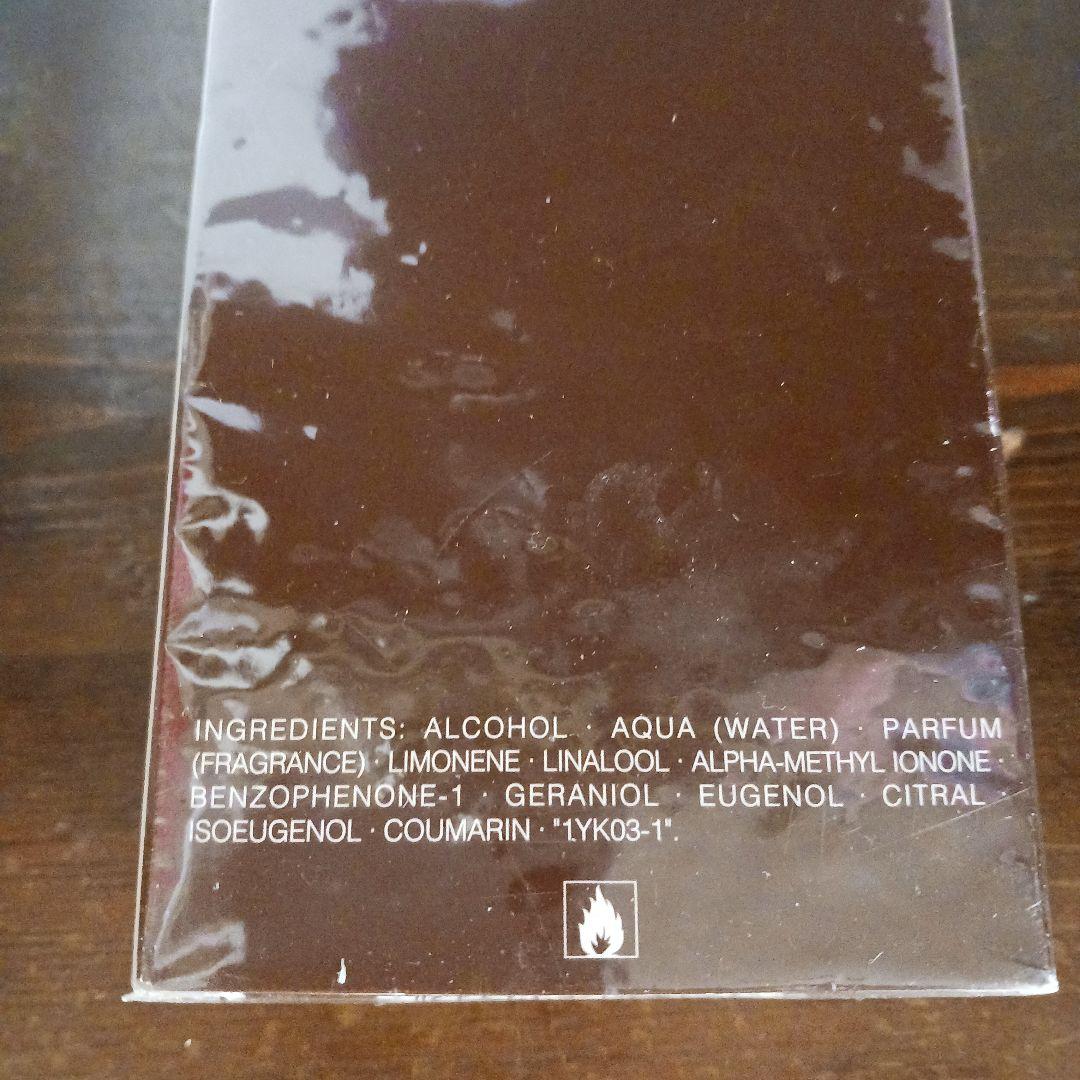 INGREDIENTS: ALCOHOL · AQUA (WATER) · PARFUM
(FRAGRANCE) · LIMONENE · LINALOOL · ALPHA-METHYL IONONE ·
BENZOPHENONE-1 · GERANIOL · EUGENOL · CITRAL ·
ISOEUGENOL · COUMARIN · "1.YK03-1".